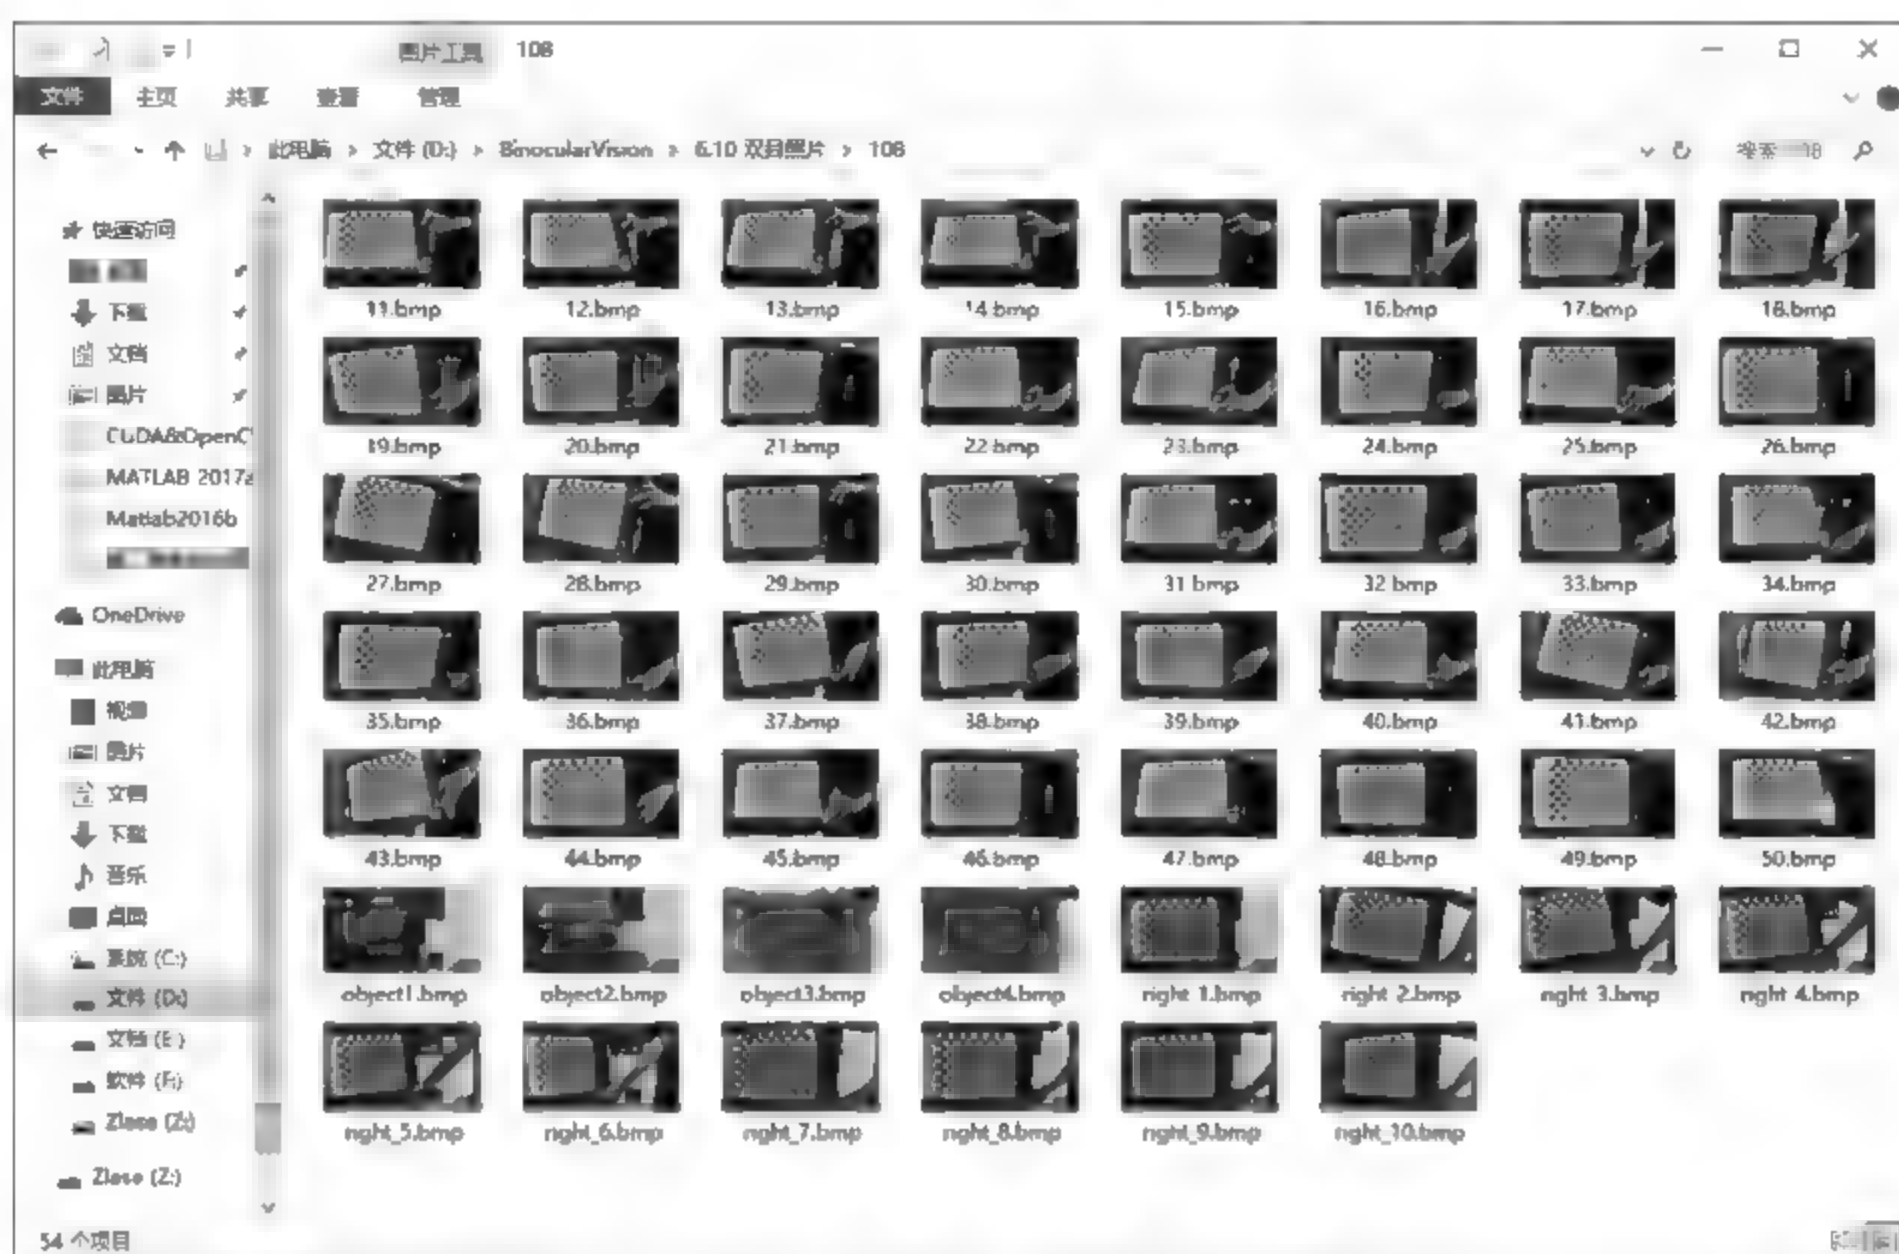 图片工具 108
文件 主页 共享 查看 管理
此电脑 › 文件 (D:) › BinocularVision › 6.10 双目照片 › 108
快速访问
下载
文档
图片
CUDA&OpenC
MATLAB 2017a
Matlab2016b
OneDrive
此电脑
视频
图片
文档
下载
音乐
桌面
系统 (C:)
文件 (D:)
文档 (E:)
软件 (F:)
Zlase (Z:)
Zlase (Z:)
11.bmp 12.bmp 13.bmp 14.bmp 15.bmp 16.bmp 17.bmp 18.bmp
19.bmp 20.bmp 21.bmp 22.bmp 23.bmp 24.bmp 25.bmp 26.bmp
27.bmp 28.bmp 29.bmp 30.bmp 31.bmp 32.bmp 33.bmp 34.bmp
35.bmp 36.bmp 37.bmp 38.bmp 39.bmp 40.bmp 41.bmp 42.bmp
43.bmp 44.bmp 45.bmp 46.bmp 47.bmp 48.bmp 49.bmp 50.bmp
object1.bmp object2.bmp object3.bmp object4.bmp right_1.bmp right_2.bmp right_3.bmp right_4.bmp
right_5.bmp right_6.bmp right_7.bmp right_8.bmp right_9.bmp right_10.bmp
54 个项目